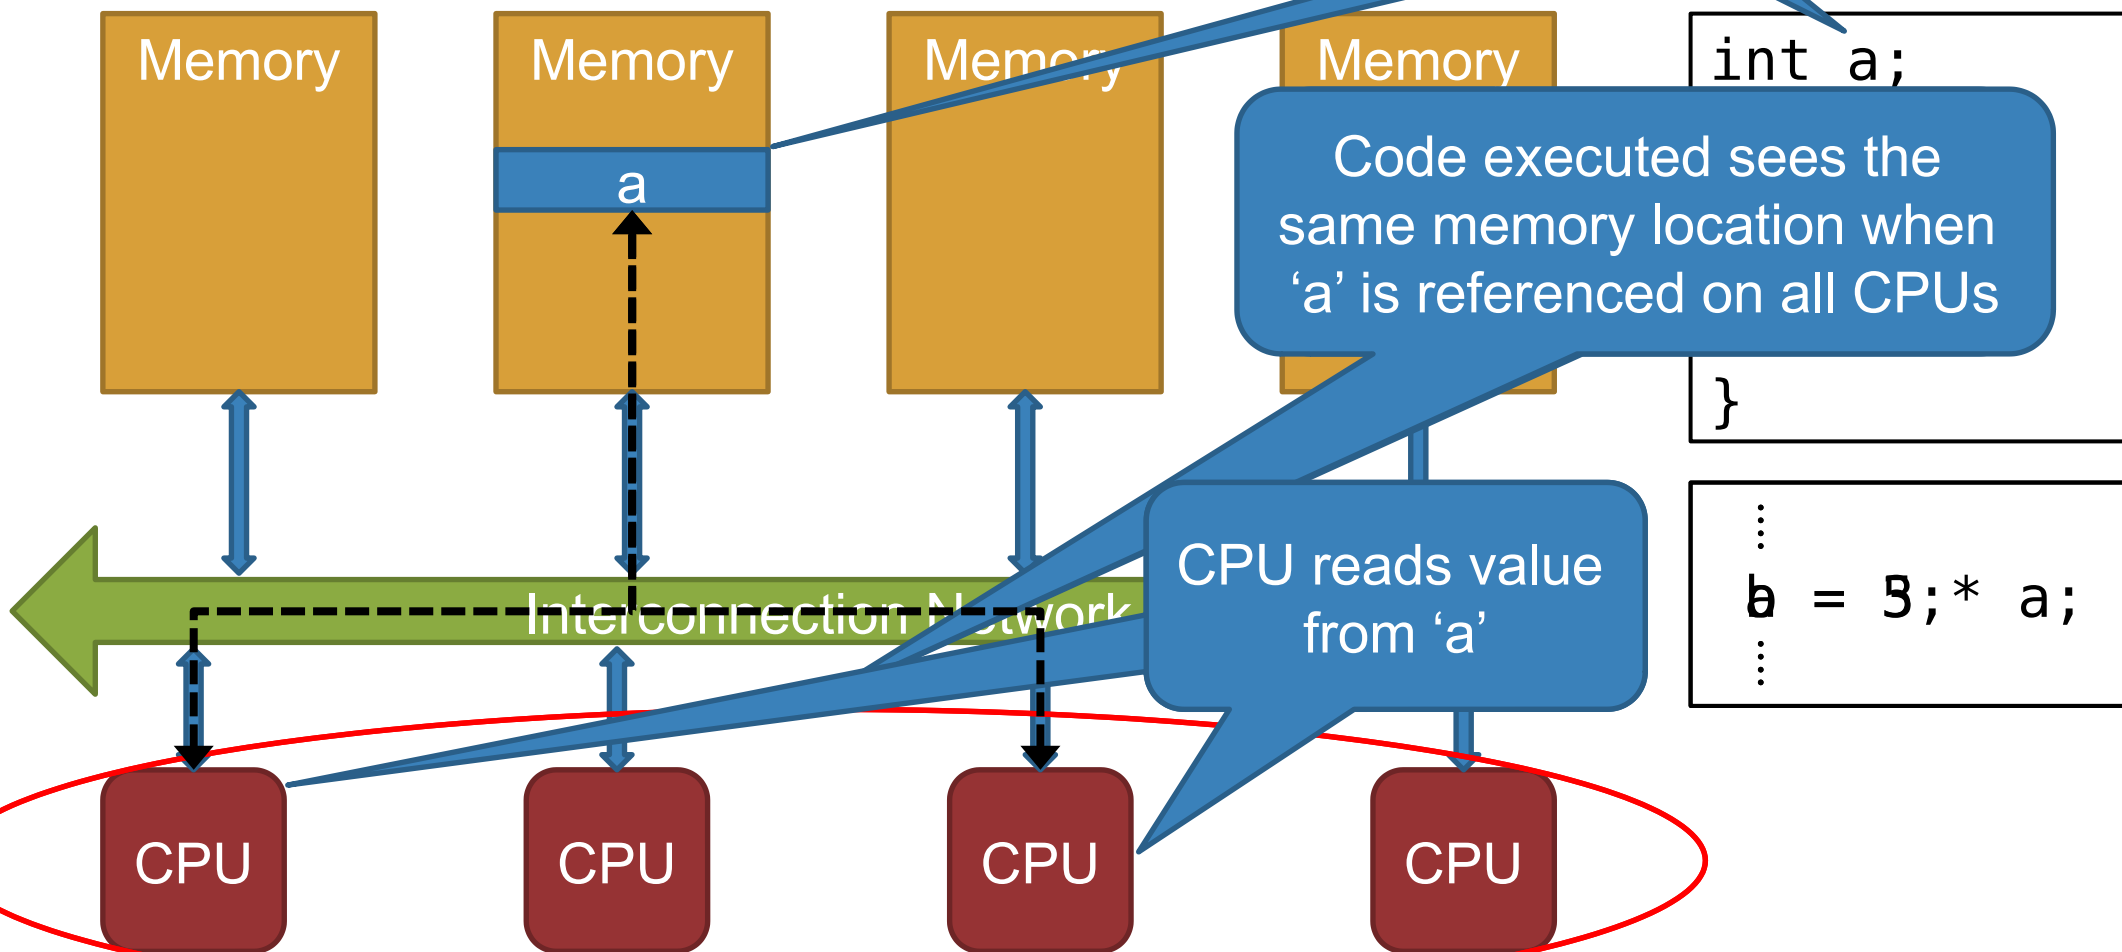 Memory
Memory
Memory
Memory
int a;
a
Code executed sees the
same memory location when
‘a’ is referenced on all CPUs
}
CPU reads value
from ‘a’
Interconnection Network
= ;* a;
CPU
CPU
CPU
CPU